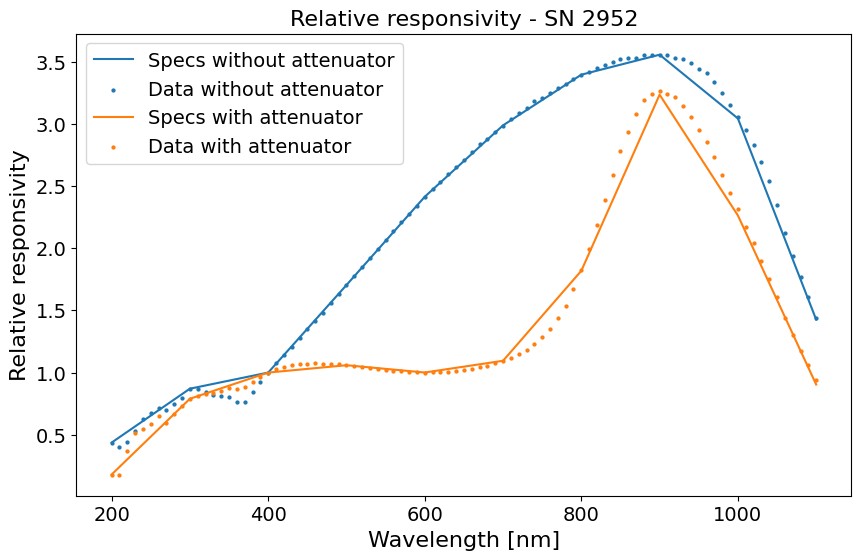 Relative responsivity - SN 2952
Specs without attenuator
Data without attenuator
Specs with attenuator
Data with attenuator
Relative responsivity
3.5
3.0
2.5
2.0
1.5
1.0
0.5
200 400 600 800 1000
Wavelength [nm]